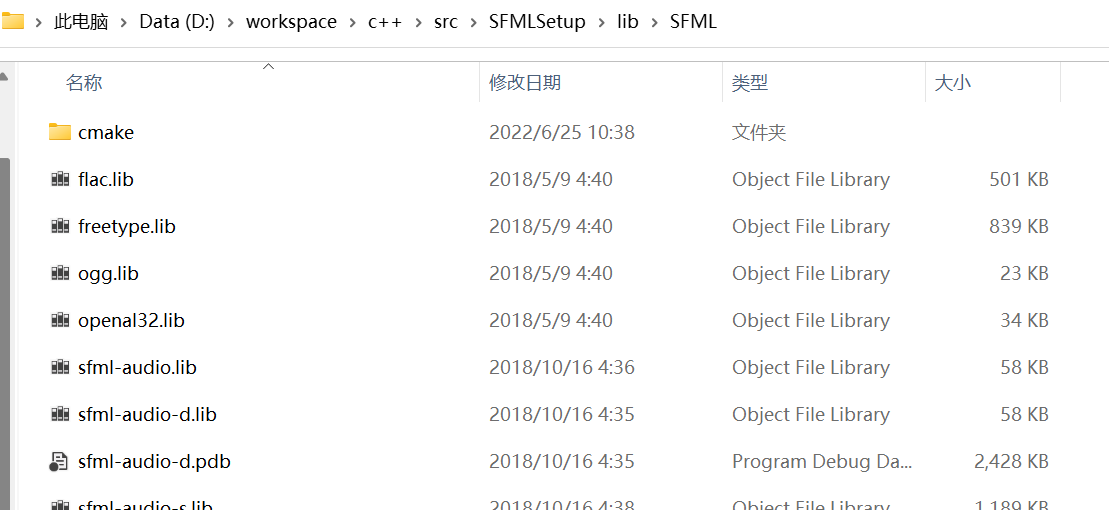 此电脑 > Data (D:) > workspace > c++ > src > SFMLSetup > lib > SFML
名称 修改日期 类型 大小
cmake 2022/6/25 10:38 文件夹
flac.lib 2018/5/9 4:40 Object File Library 501 KB
freetype.lib 2018/5/9 4:40 Object File Library 839 KB
ogg.lib 2018/5/9 4:40 Object File Library 23 KB
openal32.lib 2018/5/9 4:40 Object File Library 34 KB
sfml-audio.lib 2018/10/16 4:36 Object File Library 58 KB
sfml-audio-d.lib 2018/10/16 4:35 Object File Library 58 KB
sfml-audio-d.pdb 2018/10/16 4:35 Program Debug Da... 2,428 KB
sfml-audio-s.lib 2018/10/16 4:38 Object File Library 1,189 KB